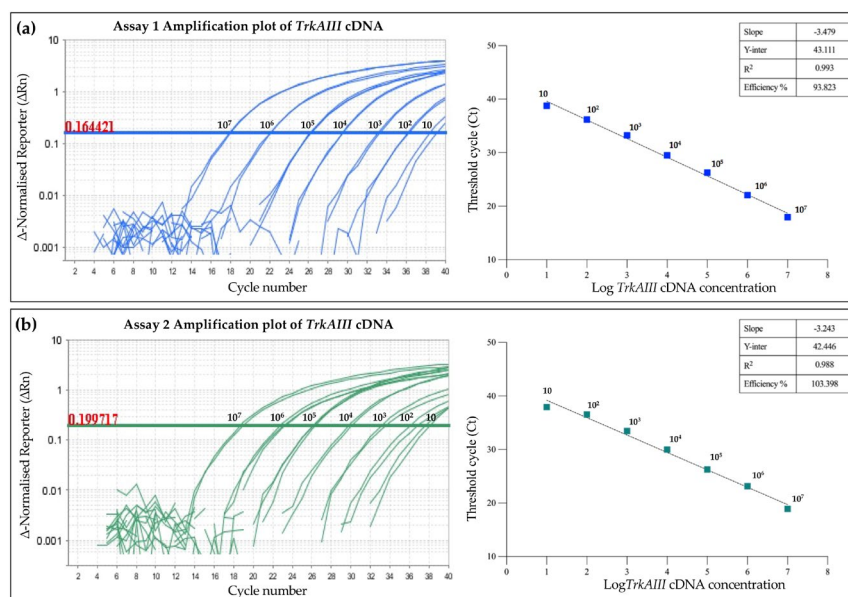 (a)
Assay 1 Amplification plot of TrkAIII cDNA
10
1
0.1
0.01
0.001
0.164421
10⁷ 10⁶ 10⁵ 10⁴ 10³ 10² 10
2 4 6 8 10 12 14 16 18 20 22 24 26 28 30 32 34 36 38 40
Cycle number
Δ-Normalised Reporter (ΔRn)
Slope -3.479
Y-inter 43.111
R² 0.993
Efficiency % 93.823
50
40
30
20
10
Threshold cycle (Ct)
10 10² 10³ 10⁴ 10⁵ 10⁶ 10⁷
0 1 2 3 4 5 6 7 8
Log TrkAIII cDNA concentration
(b)
Assay 2 Amplification plot of TrkAIII cDNA
10
1
0.1
0.01
0.001
0.199717
10⁷ 10⁶ 10⁵ 10⁴ 10³ 10² 10
2 4 6 8 10 12 14 16 18 20 22 24 26 28 30 32 34 36 38 40
Cycle number
Δ-Normalised Reporter (ΔRn)
Slope -3.243
Y-inter 42.446
R² 0.988
Efficiency % 103.398
50
40
30
20
10
Threshold cycle (Ct)
10 10² 10³ 10⁴ 10⁵ 10⁶ 10⁷
0 1 2 3 4 5 6 7 8
LogTrkAIII cDNA concentration